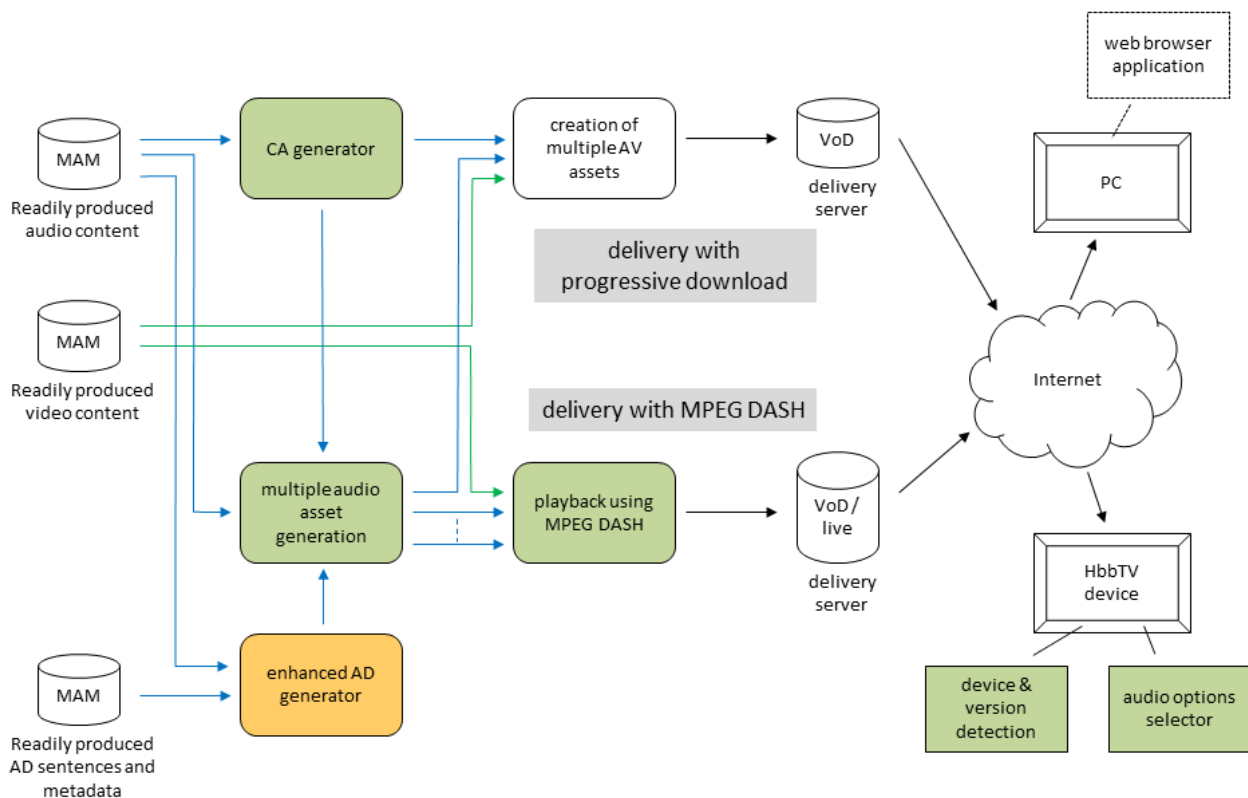 web browser
application
MAM
Readily produced
audio content
CA generator
creation of
multiple AV
assets
VoD
delivery
server
PC
delivery with
progressive download
MAM
Readily produced
video content
Internet
delivery with MPEG DASH
multiple audio
asset
generation
playback using
MPEG DASH
VoD /
live
delivery
server
HbbTV
device
MAM
Readily produced
AD sentences and
metadata
enhanced AD
generator
device &
version
detection
audio options
selector